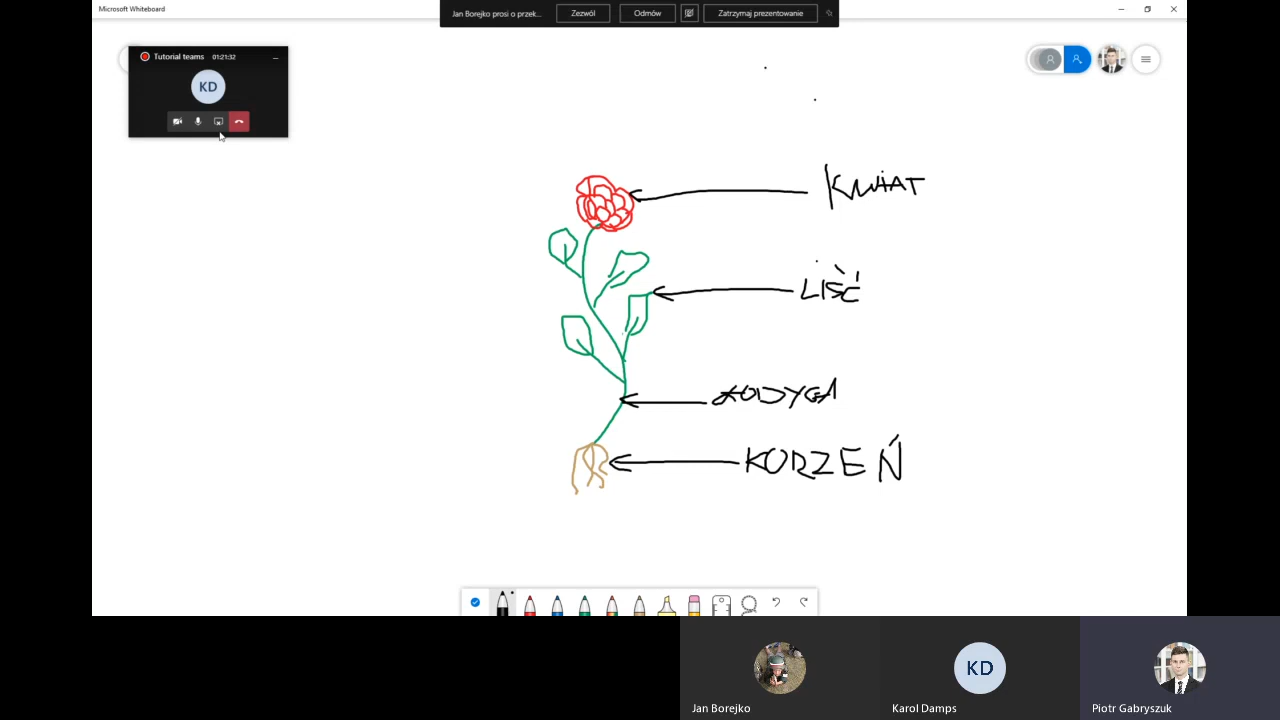 Microsoft Whiteboard
Jan Borejko prosi o przek...
Zezwól
Odmów
Zatrzymaj prezentowanie
Tutorial teams
01:21:32
KD
KWIAT
LIŚĆ
ŁODYGA
KORZEŃ
KD
Jan Borejko
Karol Damps
Piotr Gabryszuk